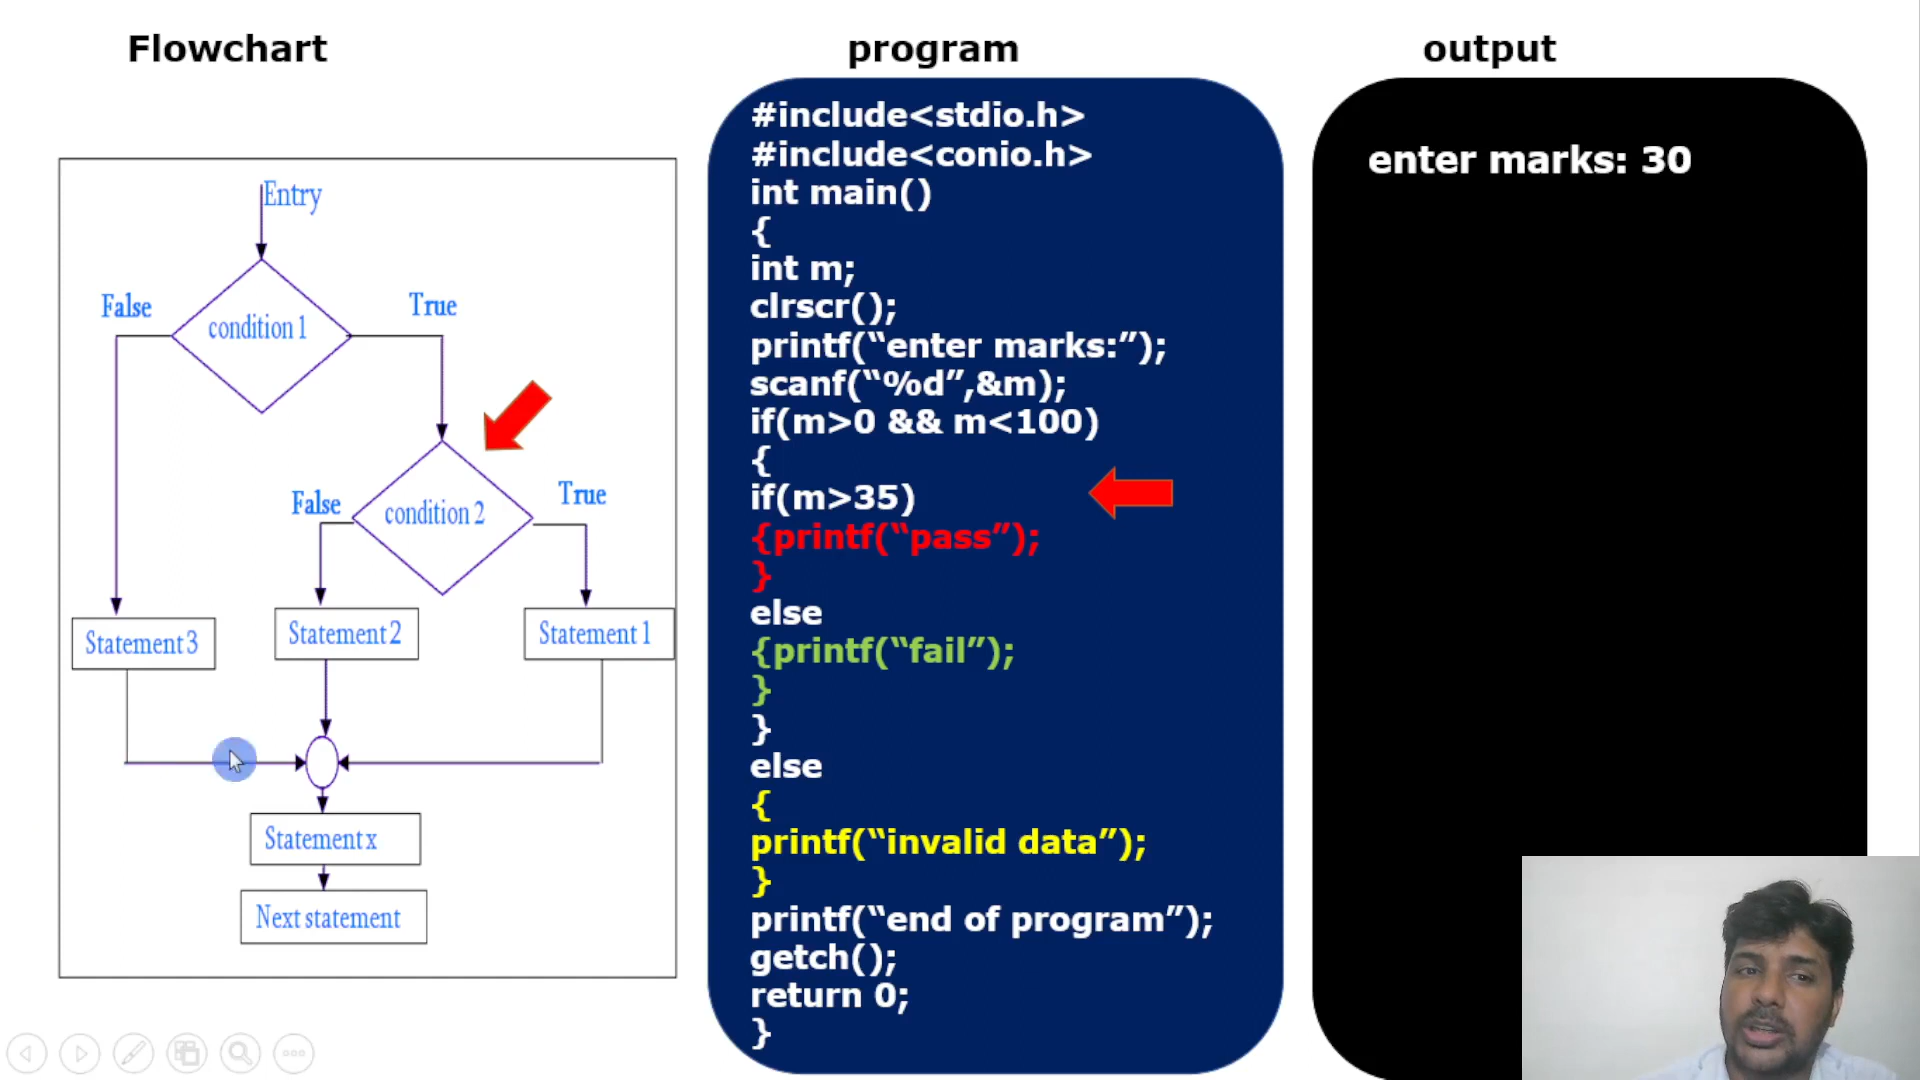 Flowchart
program
output
Entry
False
True
condition 1
False
True
condition 2
Statement 3
Statement 2
Statement 1
Statement x
Next statement
#include<stdio.h>
#include<conio.h>
int main()
{
int m;
clrscr();
printf(“enter marks:”);
scanf(“%d”,&m);
if(m>0 && m<100)
{
if(m>35)
{printf(“pass”);
}
else
{printf(“fail”);
}
}
else
{
printf(“invalid data”);
}
printf(“end of program”);
getch();
return 0;
}
enter marks: 30